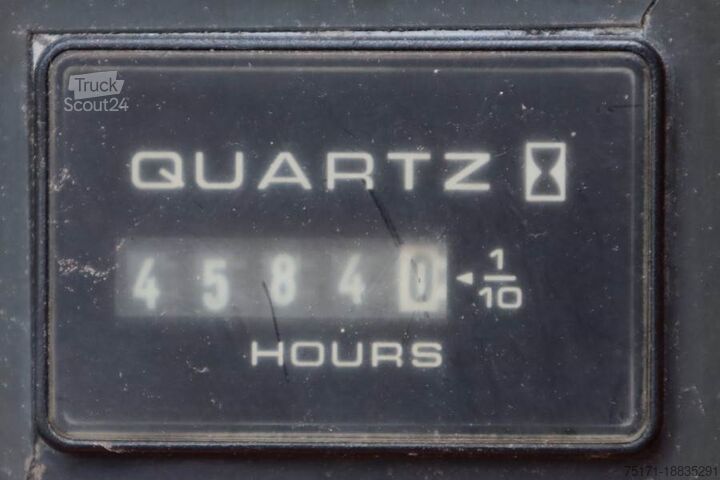 Truck
Scout24
QUARTZ
45840
1/10
HOURS
75171-18835291